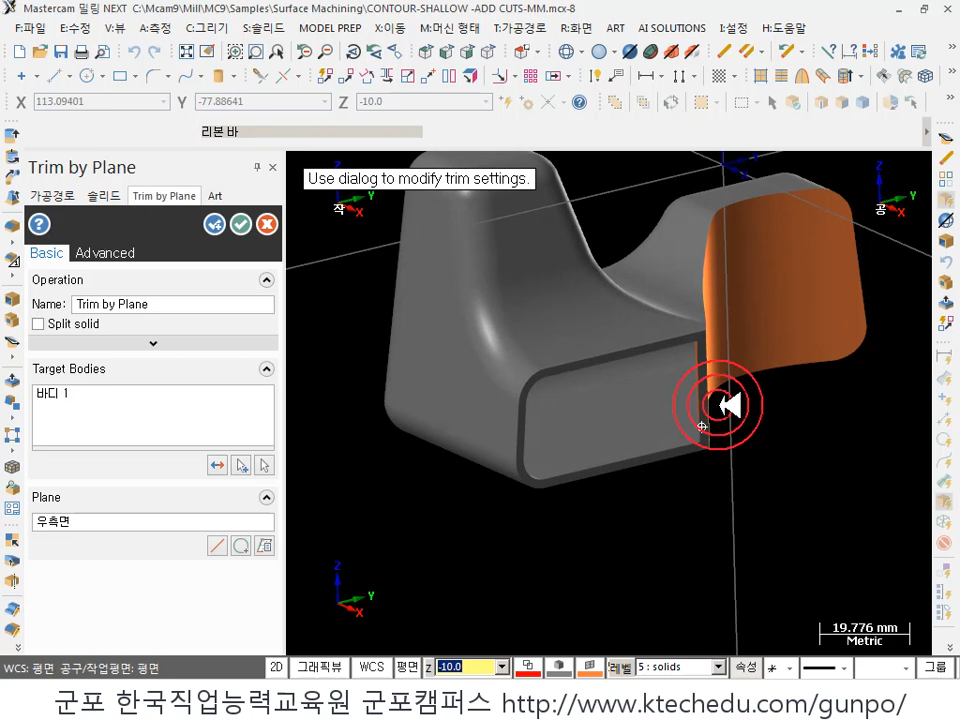 Mastercam 밀링 NEXT  C:\Mcam9\Mill\MC9\Samples\Surface Machining\CONTOUR-SHALLOW -ADD CUTS-MM.mcx-8
F:파일 E:수정 V:뷰 A:측정 C:그리기 S:솔리드 MODEL PREP X:이동 M:머신 형태 T:가공경로 R:화면 ART AI SOLUTIONS I:설정 H:도움말
X 113.09401 Y -77.88641 Z -10.0
리본 바
Trim by Plane
가공경로 솔리드 Trim by Plane Art
Basic Advanced
Operation
Name: Trim by Plane
Split solid
Target Bodies
바디 1
Plane
우측면
Use dialog to modify trim settings.
Z
작 Y
X
Z
공 Y
X
Z
Y
X
19.776 mm
Metric
WCS: 평면 공구/작업평면: 평면 2D 그래픽뷰 WCS 평면 Z -10.0 레벨 5 : solids 속성 그룹
군포 한국직업능력교육원 군포캠퍼스 http://www.ktechedu.com/gunpo/